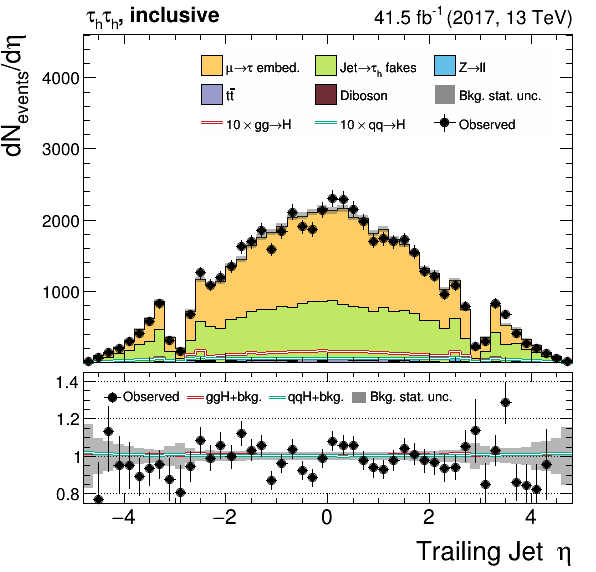 τhτh, inclusive 41.5 fb-1 (2017, 13 TeV)
dNevents/dη
4000
3000
2000
1000
μ→τ embed. Jet→τh fakes Z→ll
tt̄ Diboson Bkg. stat. unc.
10 × gg→H 10 × qq→H Observed
1.4
1.2
1
0.8
Observed ggH+bkg. qqH+bkg. Bkg. stat. unc.
−4 −2 0 2 4
Trailing Jet η